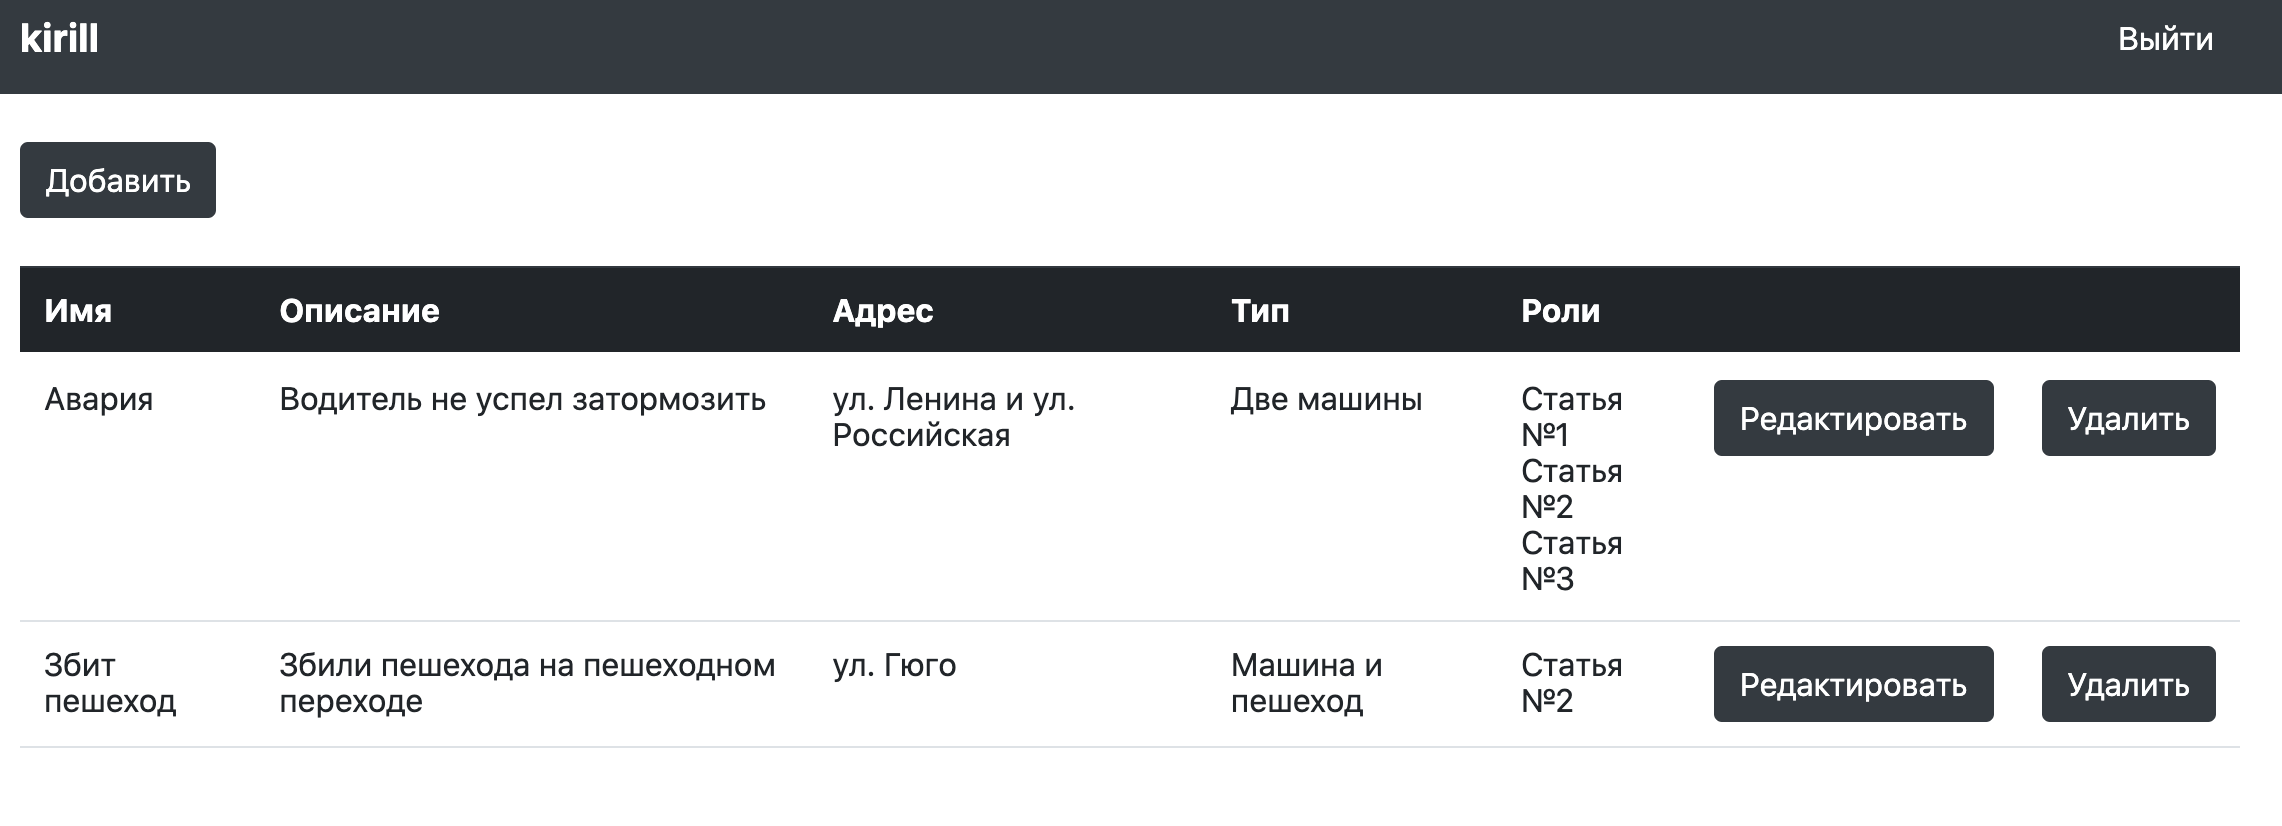 kirill
Выйти
Добавить
Имя Описание Адрес Тип Роли
Авария Водитель не успел затормозить ул. Ленина и ул. Две машины Статья Редактировать Удалить
Российская №1
Статья
№2
Статья
№3
Збит Збили пешехода на пешеходном ул. Гюго Машина и Статья Редактировать Удалить
пешеход переходе пешеход №2